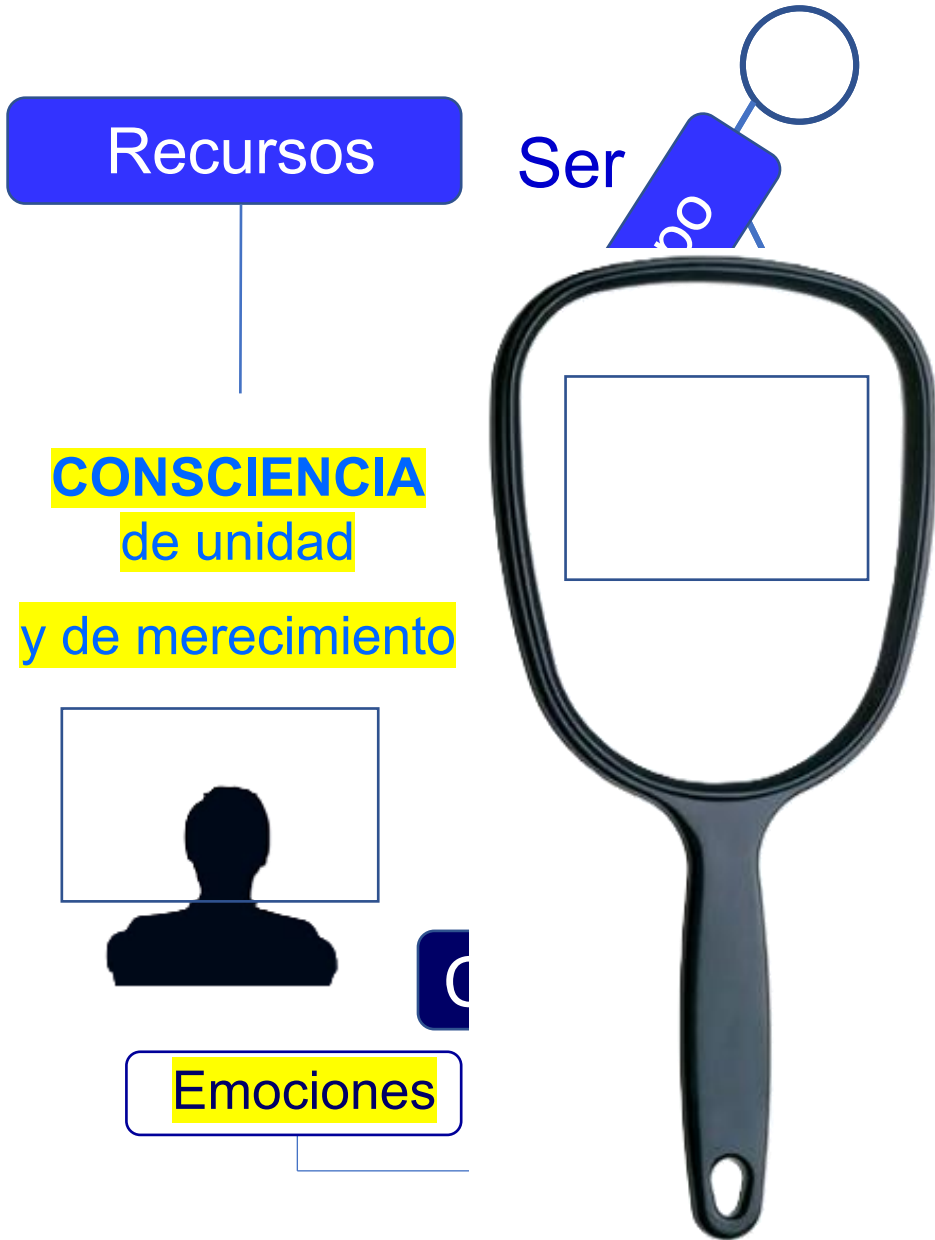 Recursos
Ser
CONSCIENCIA
de unidad
y de merecimiento
Emociones